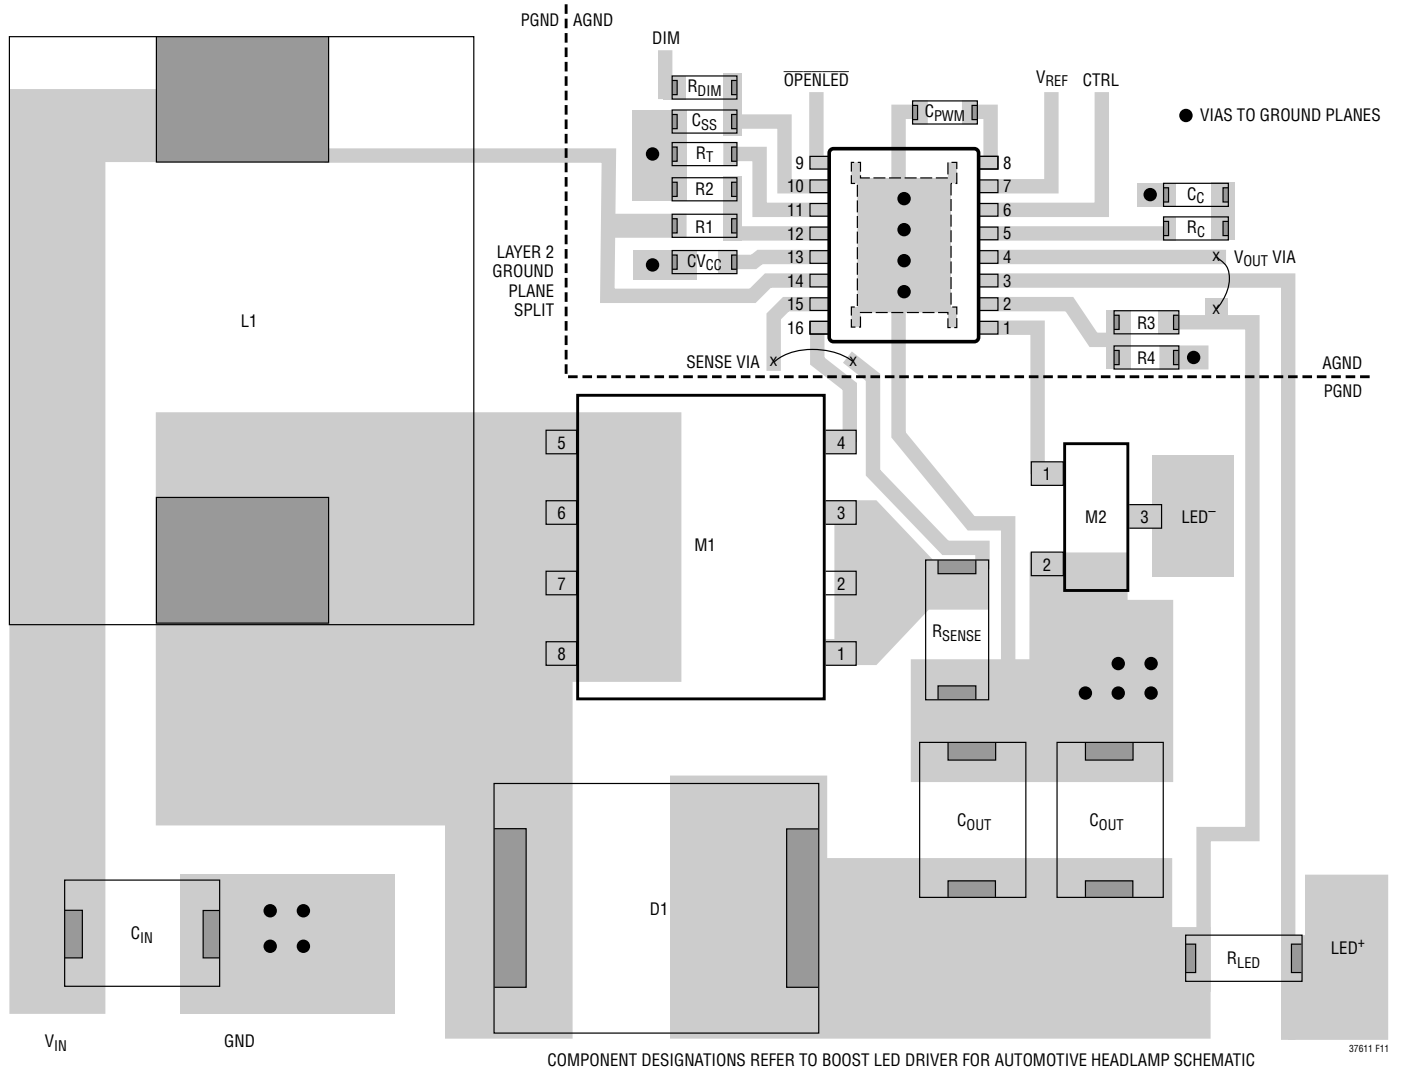 PGND AGND
DIM
OPENLED
VREF CTRL
RDIM
CSS
CPWM
VIAS TO GROUND PLANES
RT
9
8
R2
10
7
CC
11
6
R1
12
5
RC
LAYER 2
GROUND
PLANE
SPLIT
CVCC
13
4
x
VOUT VIA
14
3
15
2
x
L1
16
1
R3
SENSE VIA
x
x
R4
AGND
PGND
5
4
1
6
3
M1
M2
3
LED–
7
2
2
8
1
RSENSE
COUT
COUT
CIN
D1
RLED
LED+
VIN
GND
37611 F11
COMPONENT DESIGNATIONS REFER TO BOOST LED DRIVER FOR AUTOMOTIVE HEADLAMP SCHEMATIC